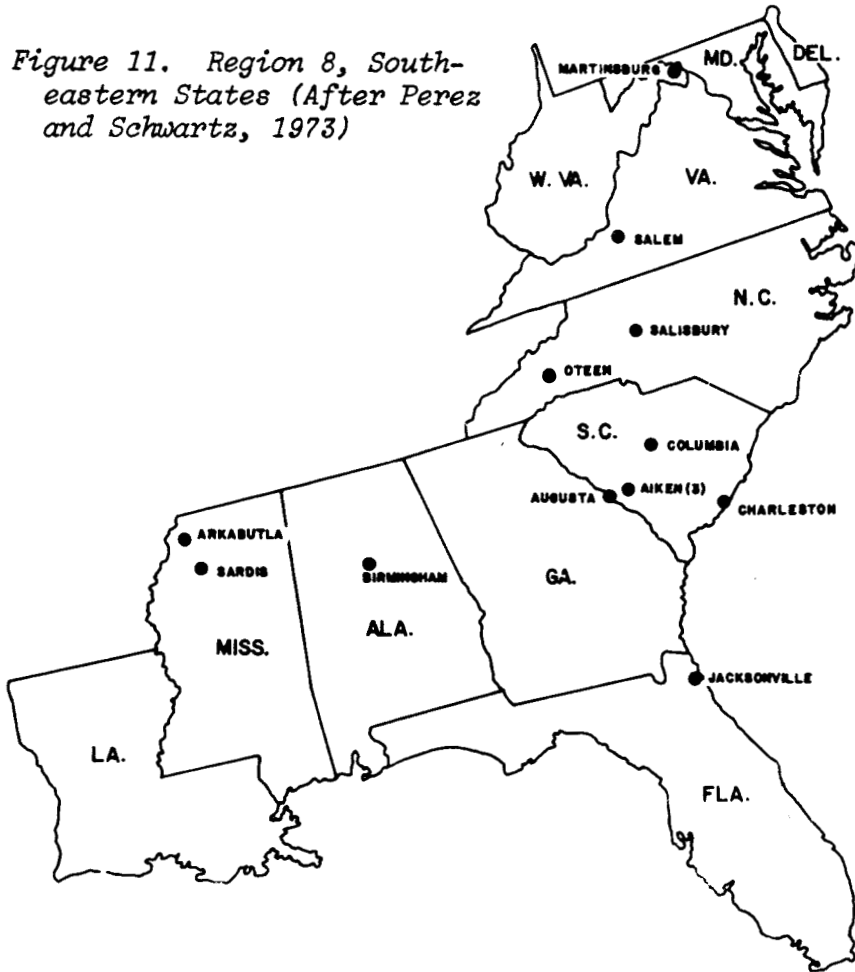 Figure 11. Region 8, South-
eastern States (After Perez
and Schwartz, 1973)
MARTINSBURG
MD.
DEL.
W. VA.
VA.
SALEM
N.C.
SALISBURY
OTEEN
S.C.
COLUMBIA
AUGUSTA
AIKEN (3)
CHARLESTON
ARKABUTLA
SARDIS
BIRMINGHAM
GA.
MISS.
ALA.
JACKSONVILLE
LA.
FLA.